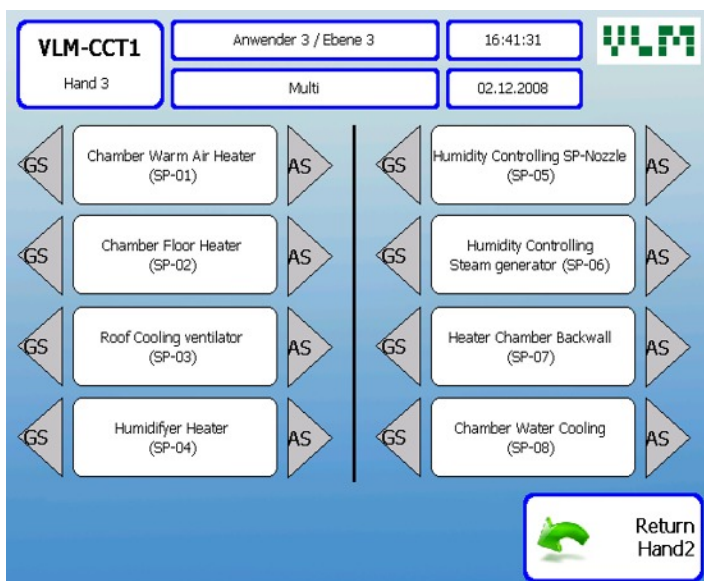 VLM-CCT1
Hand 3
Anwender 3 / Ebene 3
16:41:31
VLM
Multi
02.12.2008
GS
Chamber Warm Air Heater
(SP-01)
AS
GS
Humidity Controlling SP-Nozzle
(SP-05)
AS
GS
Chamber Floor Heater
(SP-02)
AS
GS
Humidity Controlling
Steam generator (SP-06)
AS
GS
Roof Cooling ventilator
(SP-03)
AS
GS
Heater Chamber Backwall
(SP-07)
AS
GS
Humidifyer Heater
(SP-04)
AS
GS
Chamber Water Cooling
(SP-08)
AS
Return
Hand2